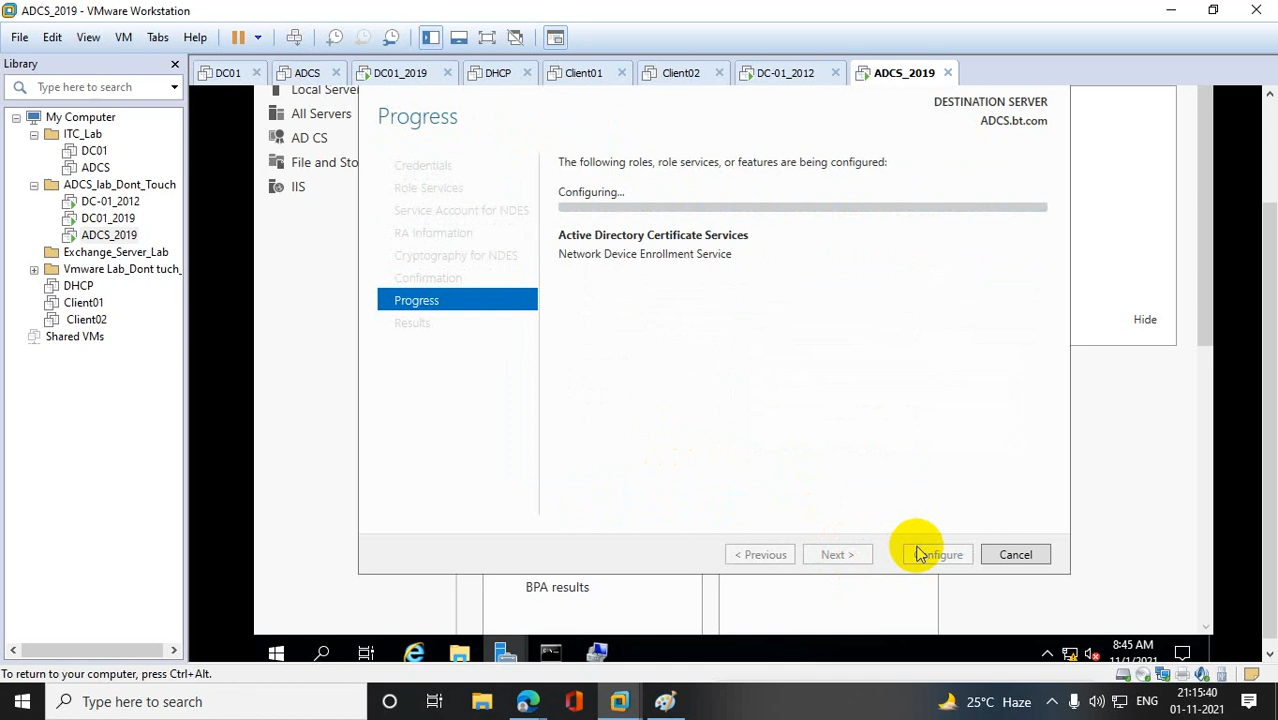 ADCS_2019 - VMware Workstation
File Edit View VM Tabs Help
Library
Type here to search
My Computer
ITC_Lab
DC01
ADCS
ADCS_lab_Dont_Touch
DC-01_2012
DC01_2019
ADCS_2019
Exchange_Server_Lab
Vmware Lab_Dont tuch_
DHCP
Client01
Client02
Shared VMs
DC01 ADCS DC01_2019 DHCP Client01 Client02 DC-01_2012 ADCS_2019
Local Server
All Servers
AD CS
File and Sto
IIS
Progress
DESTINATION SERVER
ADCS.bt.com
Credentials
Role Services
Service Account for NDES
RA Information
Cryptography for NDES
Confirmation
Progress
Results
The following roles, role services, or features are being configured:
Configuring...
Active Directory Certificate Services
Network Device Enrollment Service
Hide
< Previous Next > Configure Cancel
BPA results
8:45 AM
11/1/2021
To return to your computer, press Ctrl+Alt.
Type here to search
25°C Haze
ENG
21:15:40
01-11-2021